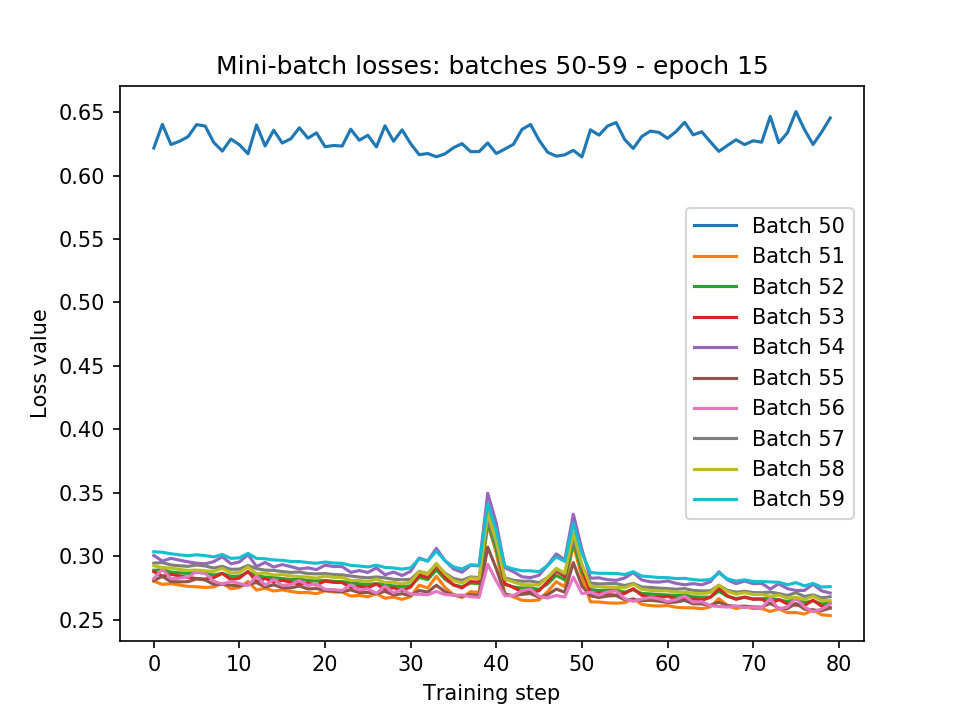 Mini-batch losses: batches 50-59 - epoch 15
Loss value
0.65
0.60
0.55
0.50
0.45
0.40
0.35
0.30
0.25
Batch 50
Batch 51
Batch 52
Batch 53
Batch 54
Batch 55
Batch 56
Batch 57
Batch 58
Batch 59
0 10 20 30 40 50 60 70 80
Training step